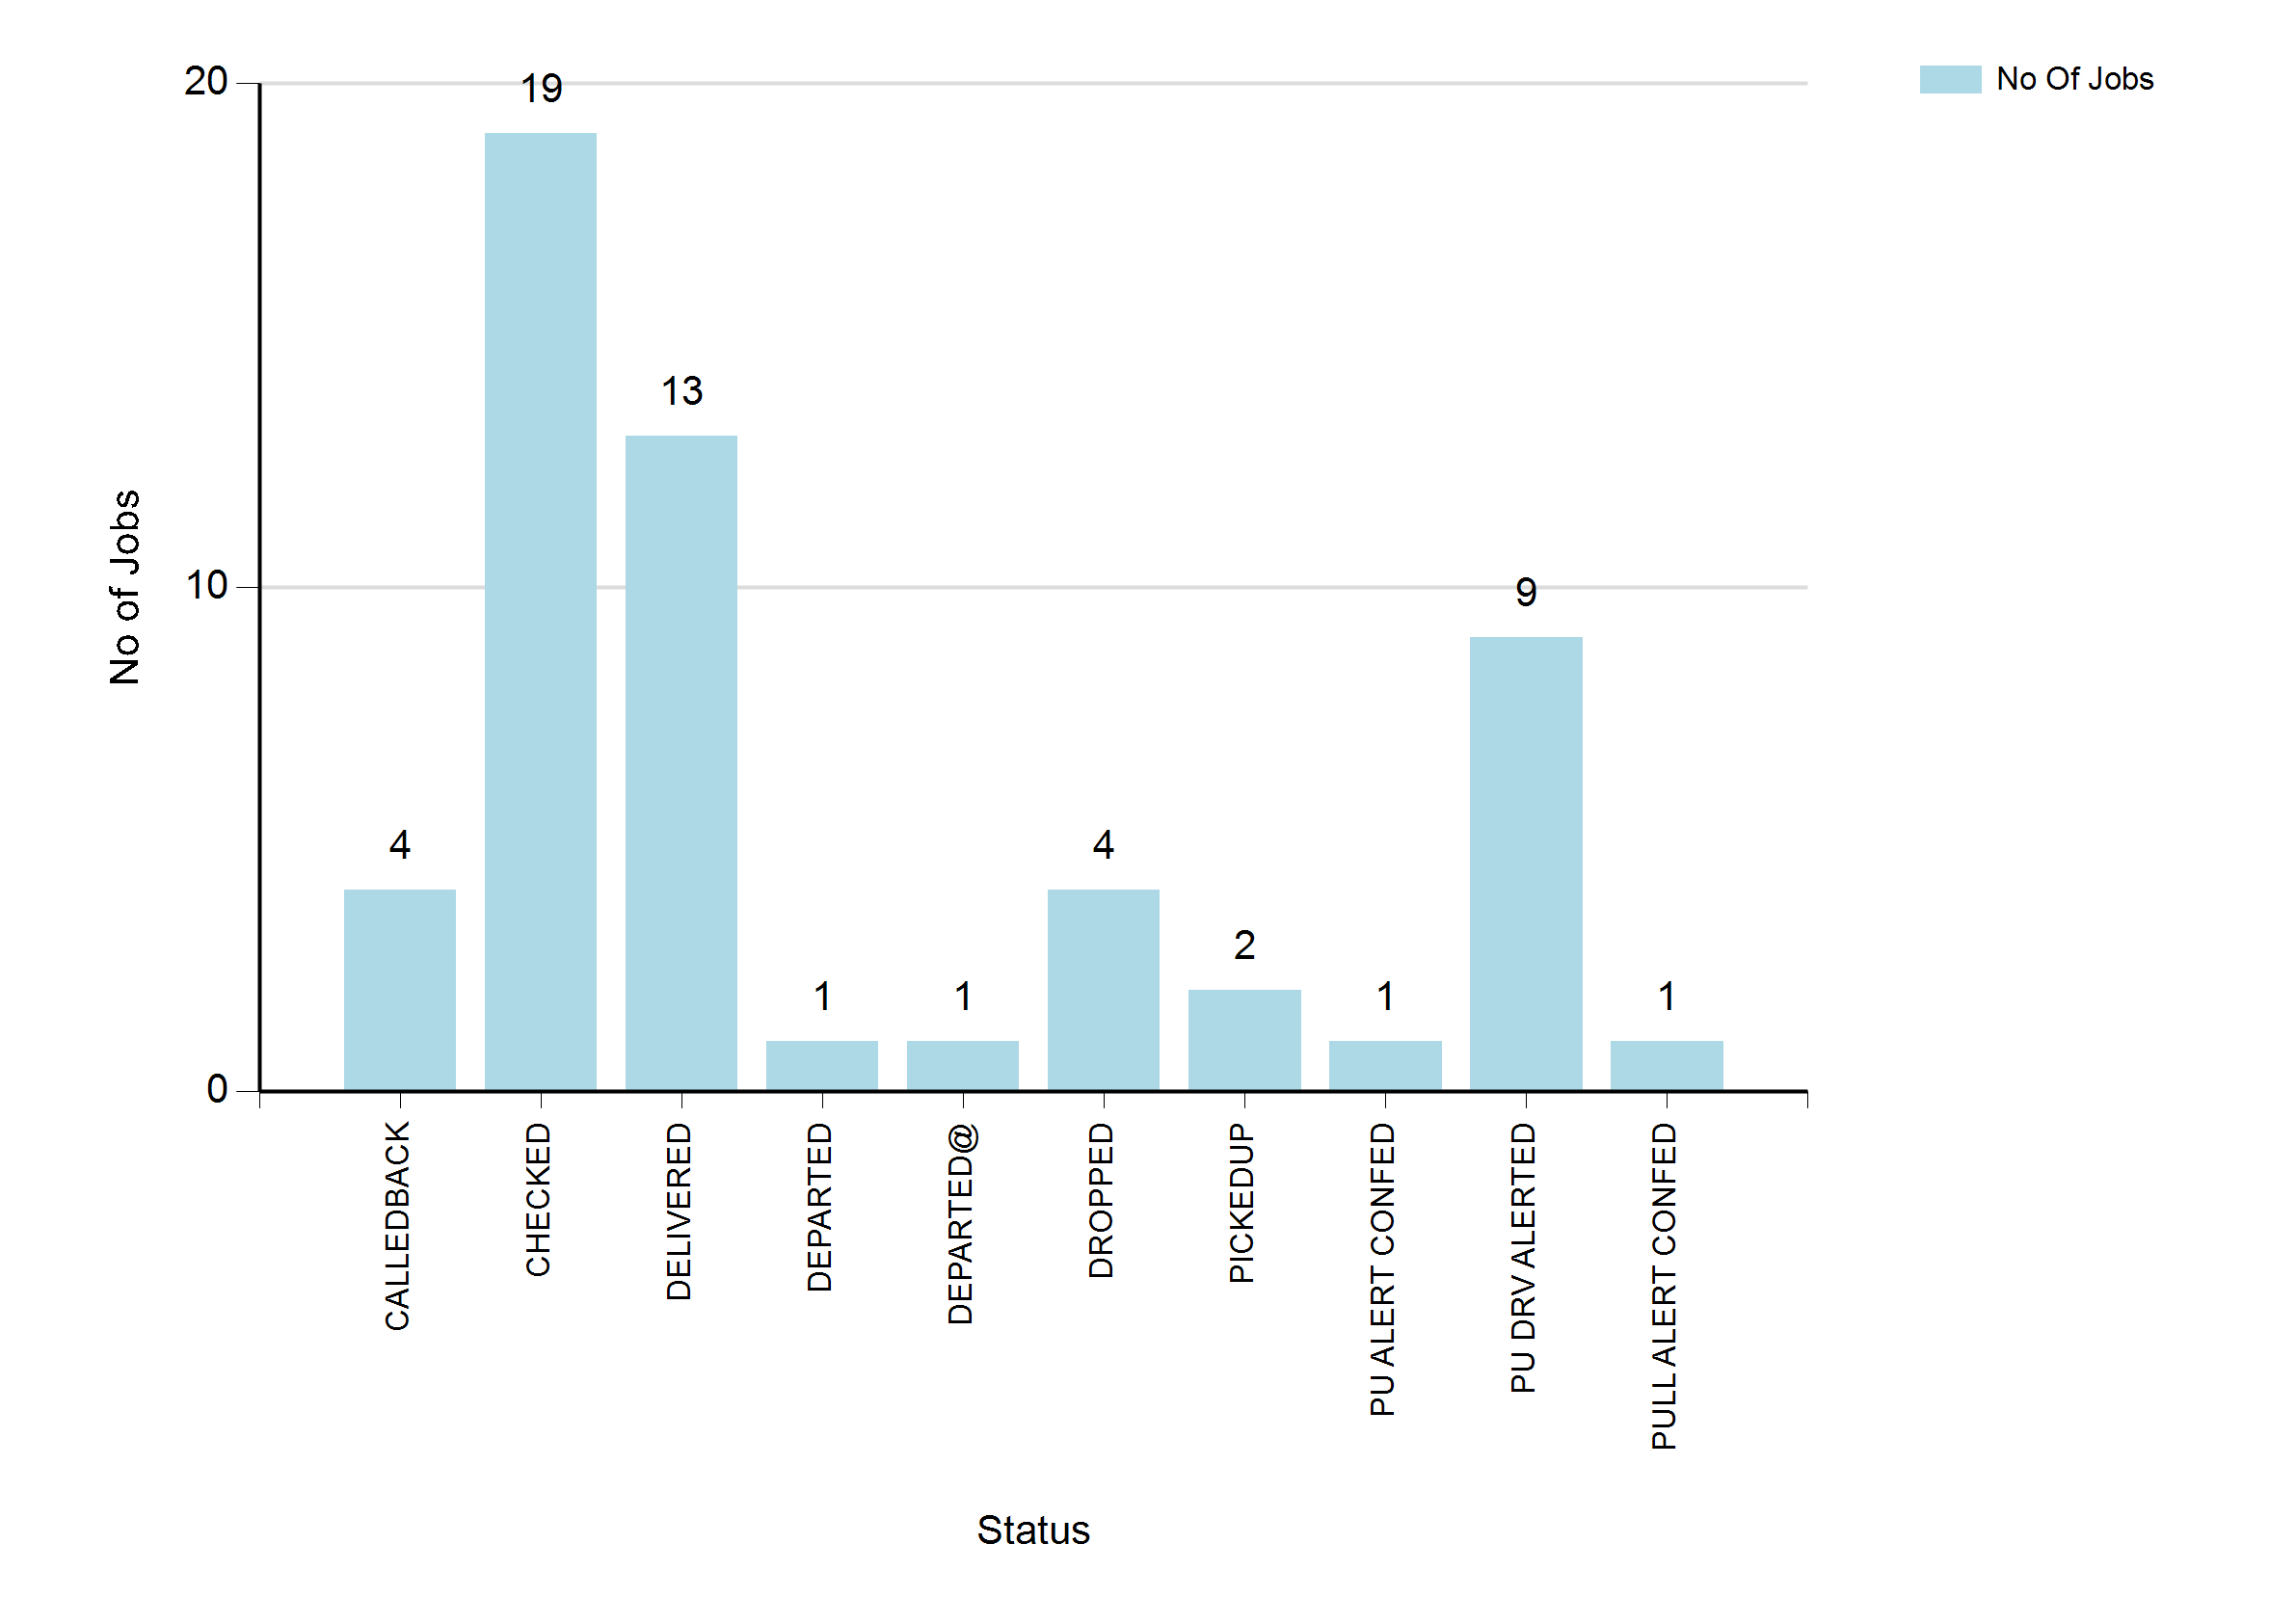 No Of Jobs
20
10
0
No of Jobs
19
13
9
4
4
2
1
1
1
1
CALLEDBACK
CHECKED
DELIVERED
DEPARTED
DEPARTED@
DROPPED
PICKEDUP
PU ALERT CONFED
PU DRV ALERTED
PULL ALERT CONFED
Status